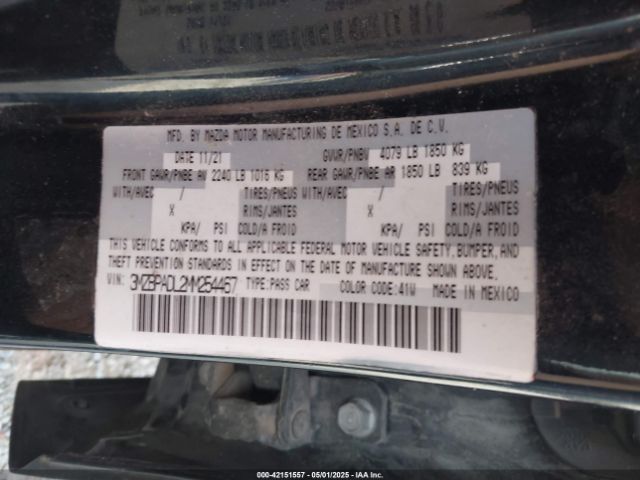 MFD. BY MAZDA MOTOR MANUFACTURING DE MEXICO S.A. DE C.V.
DATE 11/21 GVWR/PNBV 4079 LB 1850 KG
FRONT GAWR/PNBE AV 2240 LB 1016 KG REAR GAWR/PNBE AR 1850 LB 839 KG
WITH/AVEC / TIRES/PNEUS WITH/AVEC / TIRES/PNEUS
X RIMS/JANTES X RIMS/JANTES
KPA/ PSI COLD/A FROID KPA/ PSI COLD/A FROID
THIS VEHICLE CONFORMS TO ALL APPLICABLE FEDERAL MOTOR VEHICLE SAFETY, BUMPER, AND
THEFT PREVENTION STANDARDS IN EFFECT ON THE DATE OF MANUFACTURE SHOWN ABOVE.
VIN: 3MZBPADL2MM254467 TYPE:PASS CAR COLOR CODE:41W MADE IN MEXICO
000-42151557 - 05/01/2025 - IAA Inc.